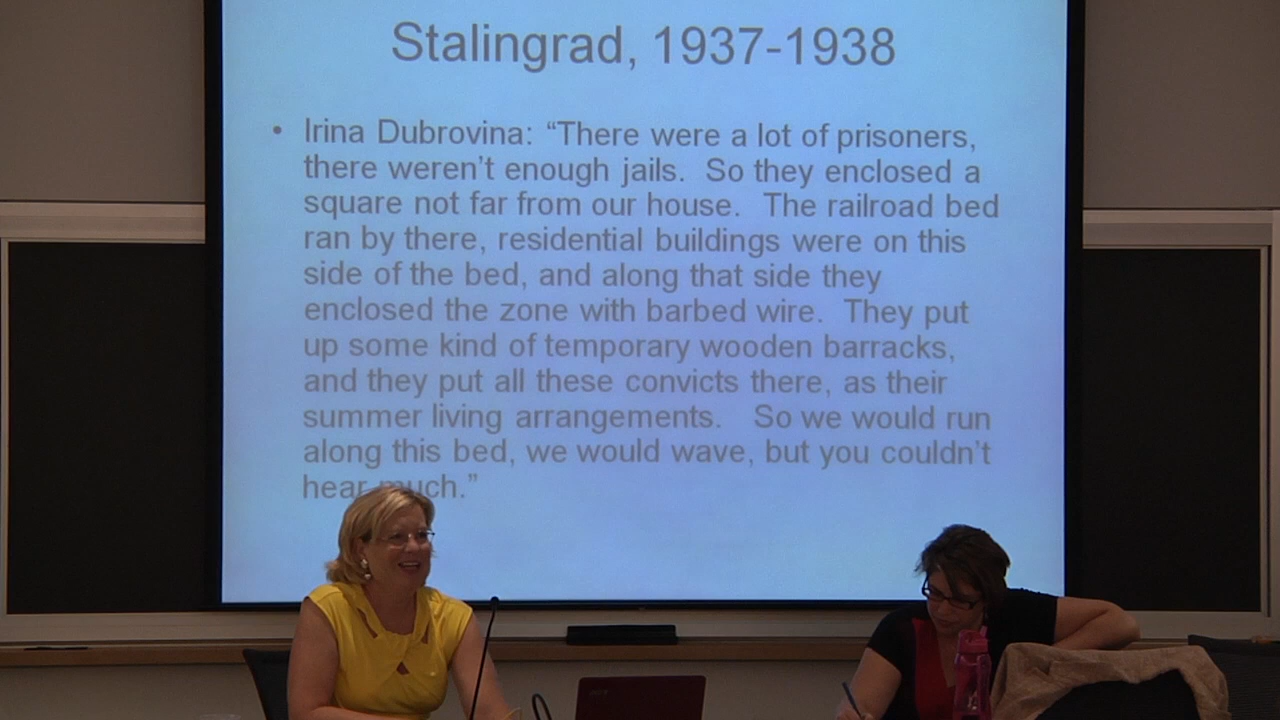 Stalingrad, 1937-1938
• Irina Dubrovina: “There were a lot of prisoners,
there weren’t enough jails.  So they enclosed a
square not far from our house.  The railroad bed
ran by there, residential buildings were on this
side of the bed, and along that side they
enclosed the zone with barbed wire.  They put
up some kind of temporary wooden barracks,
and they put all these convicts there, as their
summer living arrangements.   So we would run
along this bed, we would wave, but you couldn’t
hear much.”